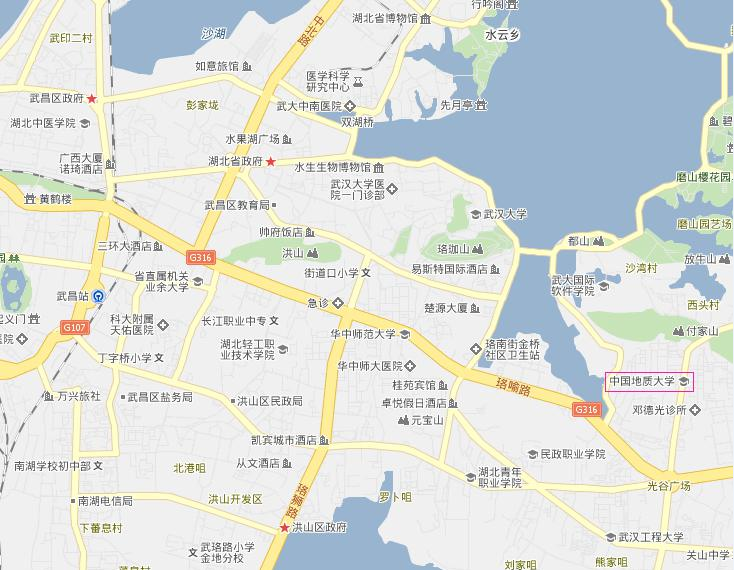 行吟阁
湖北省博物馆
中北路
沙湖
水云乡
武印二村
如意旅馆
医学科学
研究中心
武昌区政府
彭家垅
武大中南医院
先月亭
湖北中医学院
双湖桥
碧
水果湖广场
广西大厦
诺琦酒店
湖北省政府
水生生物博物馆
磨山樱花园
武汉大学医
院一门诊部
黄鹤楼
武昌区教育局
武汉大学
磨山园艺场
帅府饭店
三环大酒店
洪山
珞珈山
都山
放牛山
园
G316
沙湾村
省直属机关
业余大学
街道口小学
易斯特国际酒店
武大国际
软件学院
武昌站
急诊
楚源大厦
西头村
起义门
科大附属
天佑医院
长江职业中专
G107
华中师范大学
付家山
医院
湖北轻工职
业技术学院
珞南街金桥
社区卫生站
丁字桥小学
华中师大医院
桂苑宾馆
珞喻路
中国地质大学
万兴旅社
武昌区盐务局
洪山区民政局
卓悦假日酒店
G316
邓德光诊所
元宝山
凯宾城市酒店
民政职业学院
南湖学校初中部
北港咀
从文酒店
湖北青年
职业学院
光谷广场
南湖电信局
洪山开发区
珞狮路
罗卜咀
下蕃息村
洪山区政府
武汉工程大学
武珞路小学
金地分校
关山中学
刘家咀
熊家咀